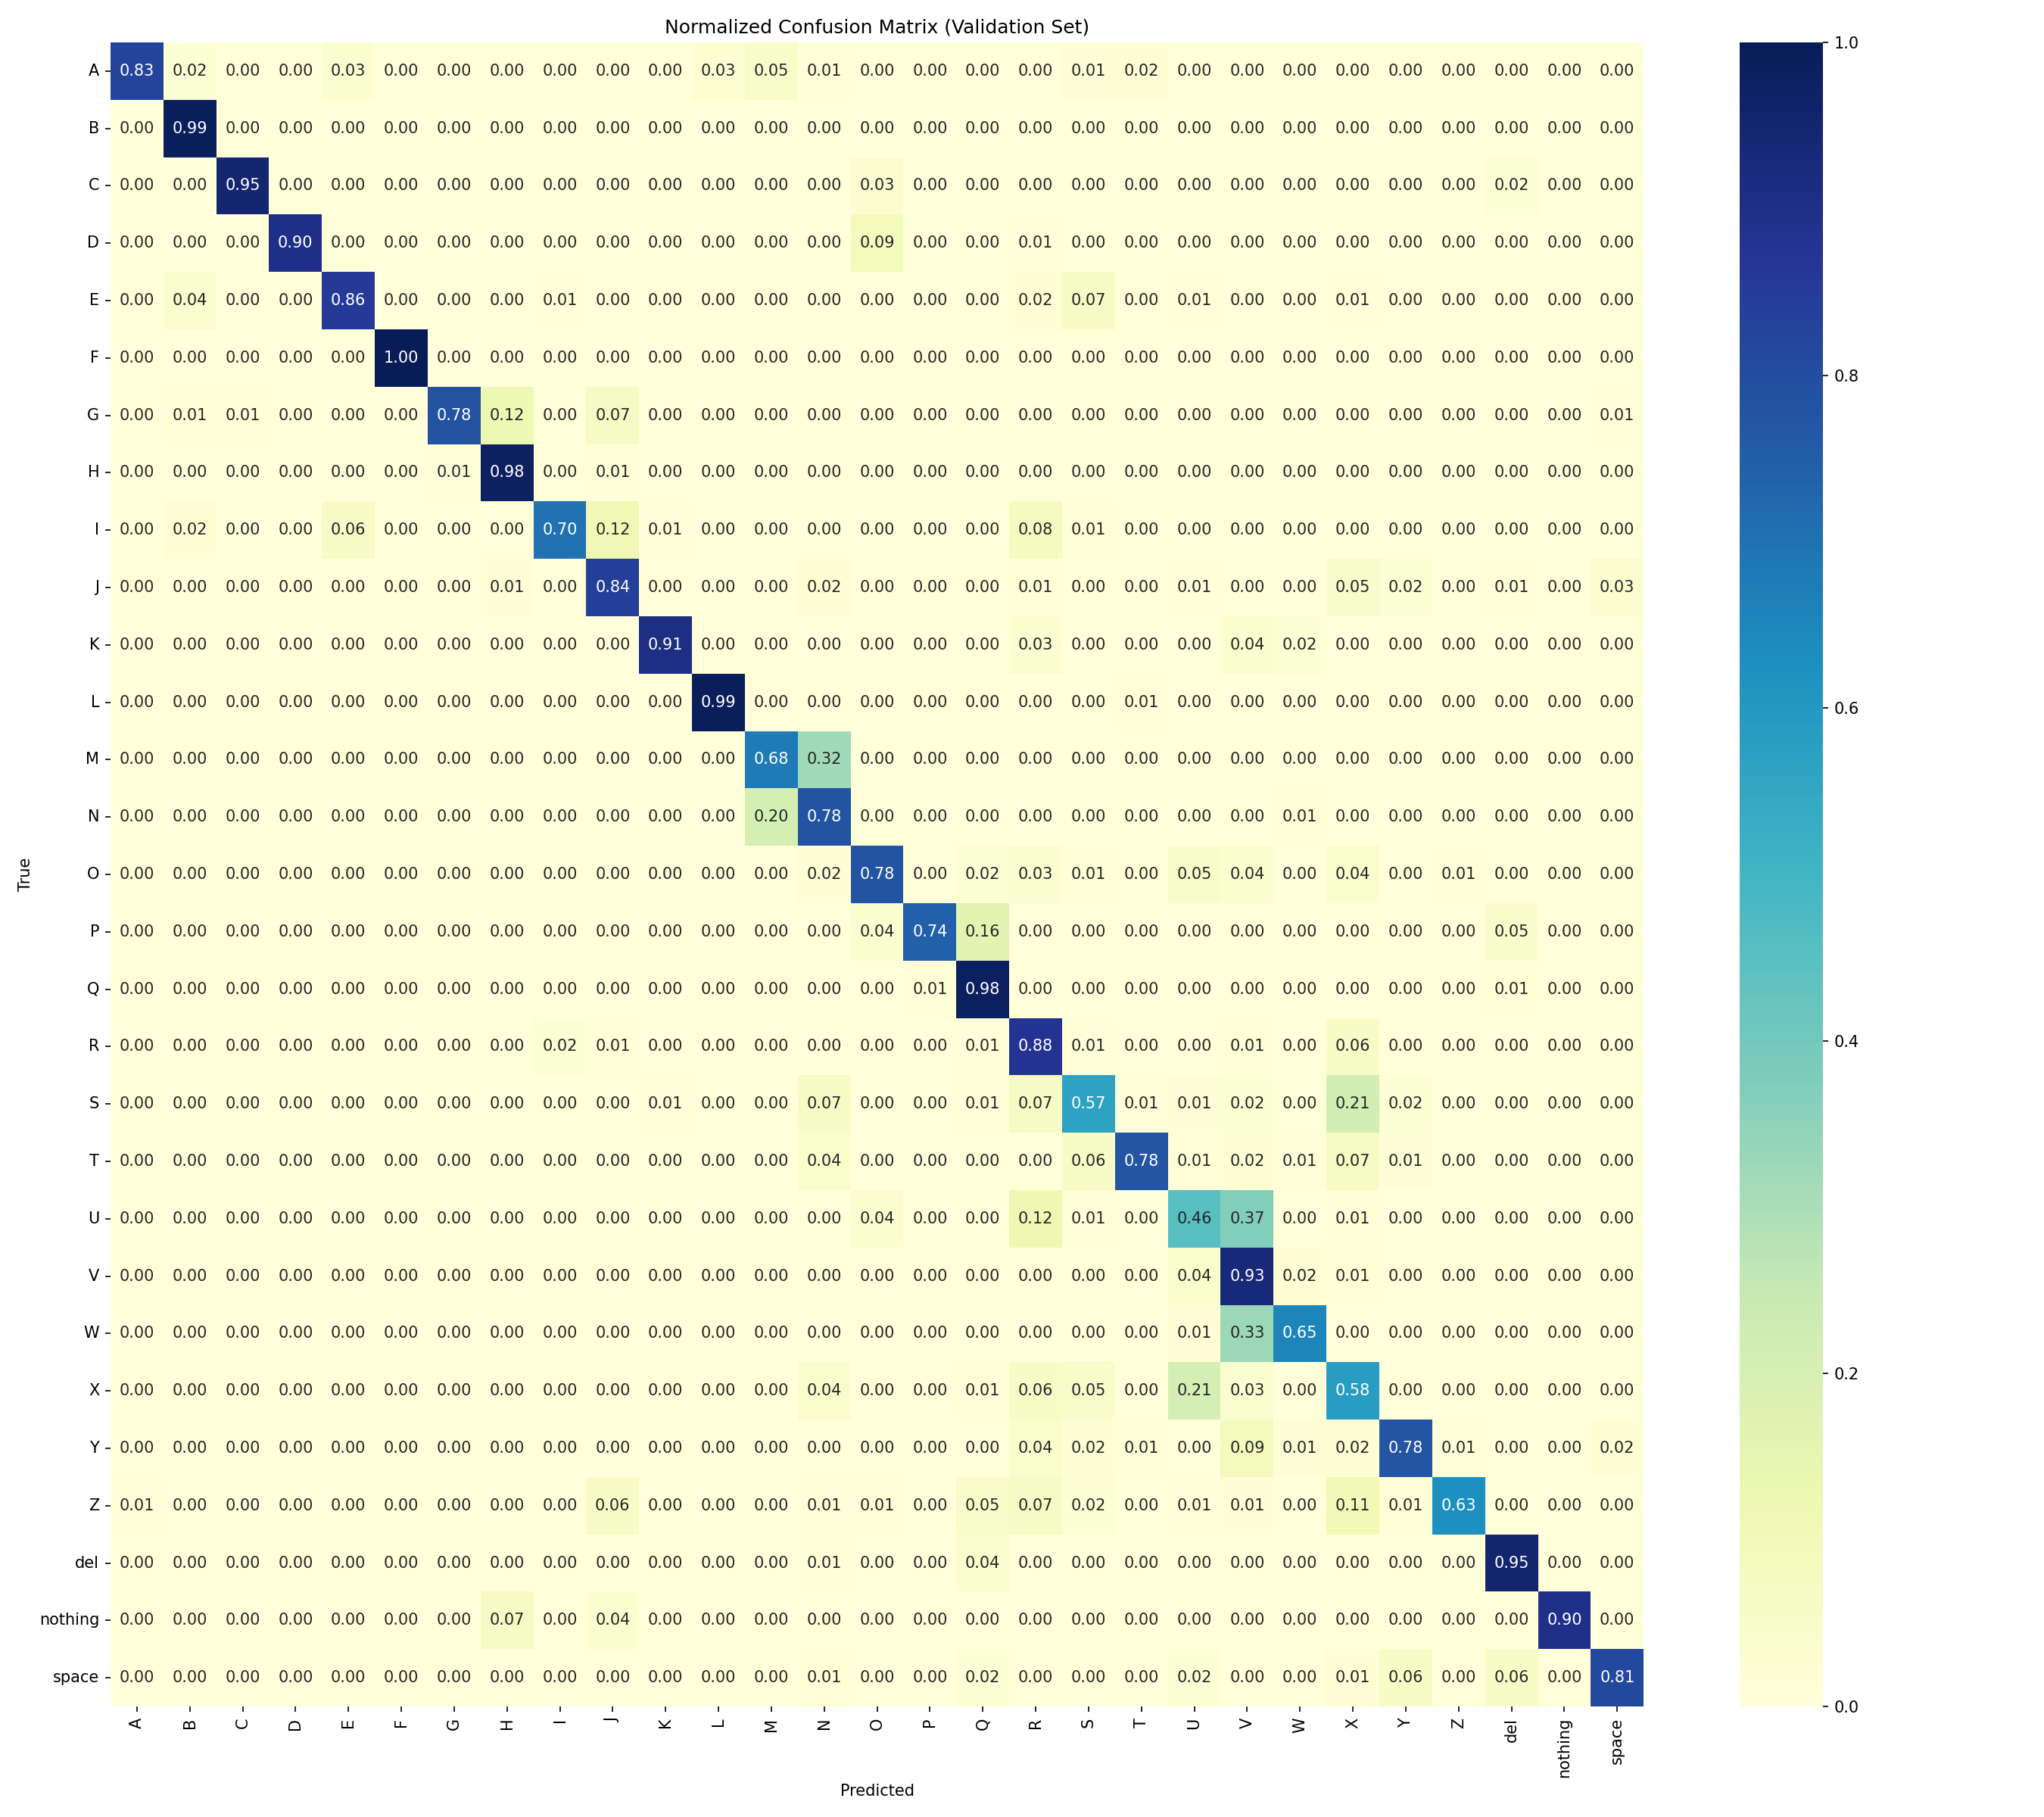 Normalized Confusion Matrix (Validation Set)
A 0.83 0.02 0.00 0.00 0.03 0.00 0.00 0.00 0.00 0.00 0.00 0.03 0.05 0.01 0.00 0.00 0.00 0.00 0.01 0.02 0.00 0.00 0.00 0.00 0.00 0.00 0.00 0.00 0.00
B 0.00 0.99 0.00 0.00 0.00 0.00 0.00 0.00 0.00 0.00 0.00 0.00 0.00 0.00 0.00 0.00 0.00 0.00 0.00 0.00 0.00 0.00 0.00 0.00 0.00 0.00 0.00 0.00 0.00
C 0.00 0.00 0.95 0.00 0.00 0.00 0.00 0.00 0.00 0.00 0.00 0.00 0.00 0.00 0.03 0.00 0.00 0.00 0.00 0.00 0.00 0.00 0.00 0.00 0.00 0.00 0.02 0.00 0.00
D 0.00 0.00 0.00 0.90 0.00 0.00 0.00 0.00 0.00 0.00 0.00 0.00 0.00 0.00 0.09 0.00 0.00 0.01 0.00 0.00 0.00 0.00 0.00 0.00 0.00 0.00 0.00 0.00 0.00
E 0.00 0.04 0.00 0.00 0.86 0.00 0.00 0.00 0.01 0.00 0.00 0.00 0.00 0.00 0.00 0.00 0.00 0.02 0.07 0.00 0.01 0.00 0.00 0.01 0.00 0.00 0.00 0.00 0.00
F 0.00 0.00 0.00 0.00 0.00 1.00 0.00 0.00 0.00 0.00 0.00 0.00 0.00 0.00 0.00 0.00 0.00 0.00 0.00 0.00 0.00 0.00 0.00 0.00 0.00 0.00 0.00 0.00 0.00
G 0.00 0.01 0.01 0.00 0.00 0.00 0.78 0.12 0.00 0.07 0.00 0.00 0.00 0.00 0.00 0.00 0.00 0.00 0.00 0.00 0.00 0.00 0.00 0.00 0.00 0.00 0.00 0.00 0.01
H 0.00 0.00 0.00 0.00 0.00 0.00 0.01 0.98 0.00 0.01 0.00 0.00 0.00 0.00 0.00 0.00 0.00 0.00 0.00 0.00 0.00 0.00 0.00 0.00 0.00 0.00 0.00 0.00 0.00
I 0.00 0.02 0.00 0.00 0.06 0.00 0.00 0.00 0.70 0.12 0.01 0.00 0.00 0.00 0.00 0.00 0.00 0.08 0.01 0.00 0.00 0.00 0.00 0.00 0.00 0.00 0.00 0.00 0.00
J 0.00 0.00 0.00 0.00 0.00 0.00 0.00 0.01 0.00 0.84 0.00 0.00 0.00 0.02 0.00 0.00 0.00 0.01 0.00 0.00 0.01 0.00 0.00 0.05 0.02 0.00 0.01 0.00 0.03
K 0.00 0.00 0.00 0.00 0.00 0.00 0.00 0.00 0.00 0.00 0.91 0.00 0.00 0.00 0.00 0.00 0.00 0.03 0.00 0.00 0.00 0.04 0.02 0.00 0.00 0.00 0.00 0.00 0.00
L 0.00 0.00 0.00 0.00 0.00 0.00 0.00 0.00 0.00 0.00 0.00 0.99 0.00 0.00 0.00 0.00 0.00 0.00 0.00 0.01 0.00 0.00 0.00 0.00 0.00 0.00 0.00 0.00 0.00
M 0.00 0.00 0.00 0.00 0.00 0.00 0.00 0.00 0.00 0.00 0.00 0.00 0.68 0.32 0.00 0.00 0.00 0.00 0.00 0.00 0.00 0.00 0.00 0.00 0.00 0.00 0.00 0.00 0.00
N 0.00 0.00 0.00 0.00 0.00 0.00 0.00 0.00 0.00 0.00 0.00 0.00 0.20 0.78 0.00 0.00 0.00 0.00 0.00 0.00 0.00 0.00 0.01 0.00 0.00 0.00 0.00 0.00 0.00
O 0.00 0.00 0.00 0.00 0.00 0.00 0.00 0.00 0.00 0.00 0.00 0.00 0.00 0.02 0.78 0.00 0.02 0.03 0.01 0.00 0.05 0.04 0.00 0.04 0.00 0.01 0.00 0.00 0.00
P 0.00 0.00 0.00 0.00 0.00 0.00 0.00 0.00 0.00 0.00 0.00 0.00 0.00 0.00 0.04 0.74 0.16 0.00 0.00 0.00 0.00 0.00 0.00 0.00 0.00 0.00 0.05 0.00 0.00
Q 0.00 0.00 0.00 0.00 0.00 0.00 0.00 0.00 0.00 0.00 0.00 0.00 0.00 0.00 0.00 0.01 0.98 0.00 0.00 0.00 0.00 0.00 0.00 0.00 0.00 0.00 0.01 0.00 0.00
R 0.00 0.00 0.00 0.00 0.00 0.00 0.00 0.00 0.02 0.01 0.00 0.00 0.00 0.00 0.00 0.00 0.01 0.88 0.01 0.00 0.00 0.01 0.00 0.06 0.00 0.00 0.00 0.00 0.00
S 0.00 0.00 0.00 0.00 0.00 0.00 0.00 0.00 0.00 0.00 0.01 0.00 0.00 0.07 0.00 0.00 0.01 0.07 0.57 0.01 0.01 0.02 0.00 0.21 0.02 0.00 0.00 0.00 0.00
T 0.00 0.00 0.00 0.00 0.00 0.00 0.00 0.00 0.00 0.00 0.00 0.00 0.00 0.04 0.00 0.00 0.00 0.00 0.06 0.78 0.01 0.02 0.01 0.07 0.01 0.00 0.00 0.00 0.00
U 0.00 0.00 0.00 0.00 0.00 0.00 0.00 0.00 0.00 0.00 0.00 0.00 0.00 0.00 0.04 0.00 0.00 0.12 0.01 0.00 0.46 0.37 0.00 0.01 0.00 0.00 0.00 0.00 0.00
V 0.00 0.00 0.00 0.00 0.00 0.00 0.00 0.00 0.00 0.00 0.00 0.00 0.00 0.00 0.00 0.00 0.00 0.00 0.00 0.00 0.04 0.93 0.02 0.01 0.00 0.00 0.00 0.00 0.00
W 0.00 0.00 0.00 0.00 0.00 0.00 0.00 0.00 0.00 0.00 0.00 0.00 0.00 0.00 0.00 0.00 0.00 0.00 0.00 0.00 0.01 0.33 0.65 0.00 0.00 0.00 0.00 0.00 0.00
X 0.00 0.00 0.00 0.00 0.00 0.00 0.00 0.00 0.00 0.00 0.00 0.00 0.00 0.04 0.00 0.00 0.01 0.06 0.05 0.00 0.21 0.03 0.00 0.58 0.00 0.00 0.00 0.00 0.00
Y 0.00 0.00 0.00 0.00 0.00 0.00 0.00 0.00 0.00 0.00 0.00 0.00 0.00 0.00 0.00 0.00 0.00 0.04 0.02 0.01 0.00 0.09 0.01 0.02 0.78 0.01 0.00 0.00 0.02
Z 0.01 0.00 0.00 0.00 0.00 0.00 0.00 0.00 0.00 0.06 0.00 0.00 0.00 0.01 0.01 0.00 0.05 0.07 0.02 0.00 0.01 0.01 0.00 0.11 0.01 0.63 0.00 0.00 0.00
del 0.00 0.00 0.00 0.00 0.00 0.00 0.00 0.00 0.00 0.00 0.00 0.00 0.00 0.01 0.00 0.00 0.04 0.00 0.00 0.00 0.00 0.00 0.00 0.00 0.00 0.00 0.95 0.00 0.00
nothing 0.00 0.00 0.00 0.00 0.00 0.00 0.00 0.07 0.00 0.04 0.00 0.00 0.00 0.00 0.00 0.00 0.00 0.00 0.00 0.00 0.00 0.00 0.00 0.00 0.00 0.00 0.00 0.90 0.00
space 0.00 0.00 0.00 0.00 0.00 0.00 0.00 0.00 0.00 0.00 0.00 0.00 0.00 0.01 0.00 0.00 0.02 0.00 0.00 0.00 0.02 0.00 0.00 0.01 0.06 0.00 0.06 0.00 0.81
A B C D E F G H I J K L M N O P Q R S T U V W X Y Z del nothing space
Predicted
True
1.0
0.8
0.6
0.4
0.2
0.0